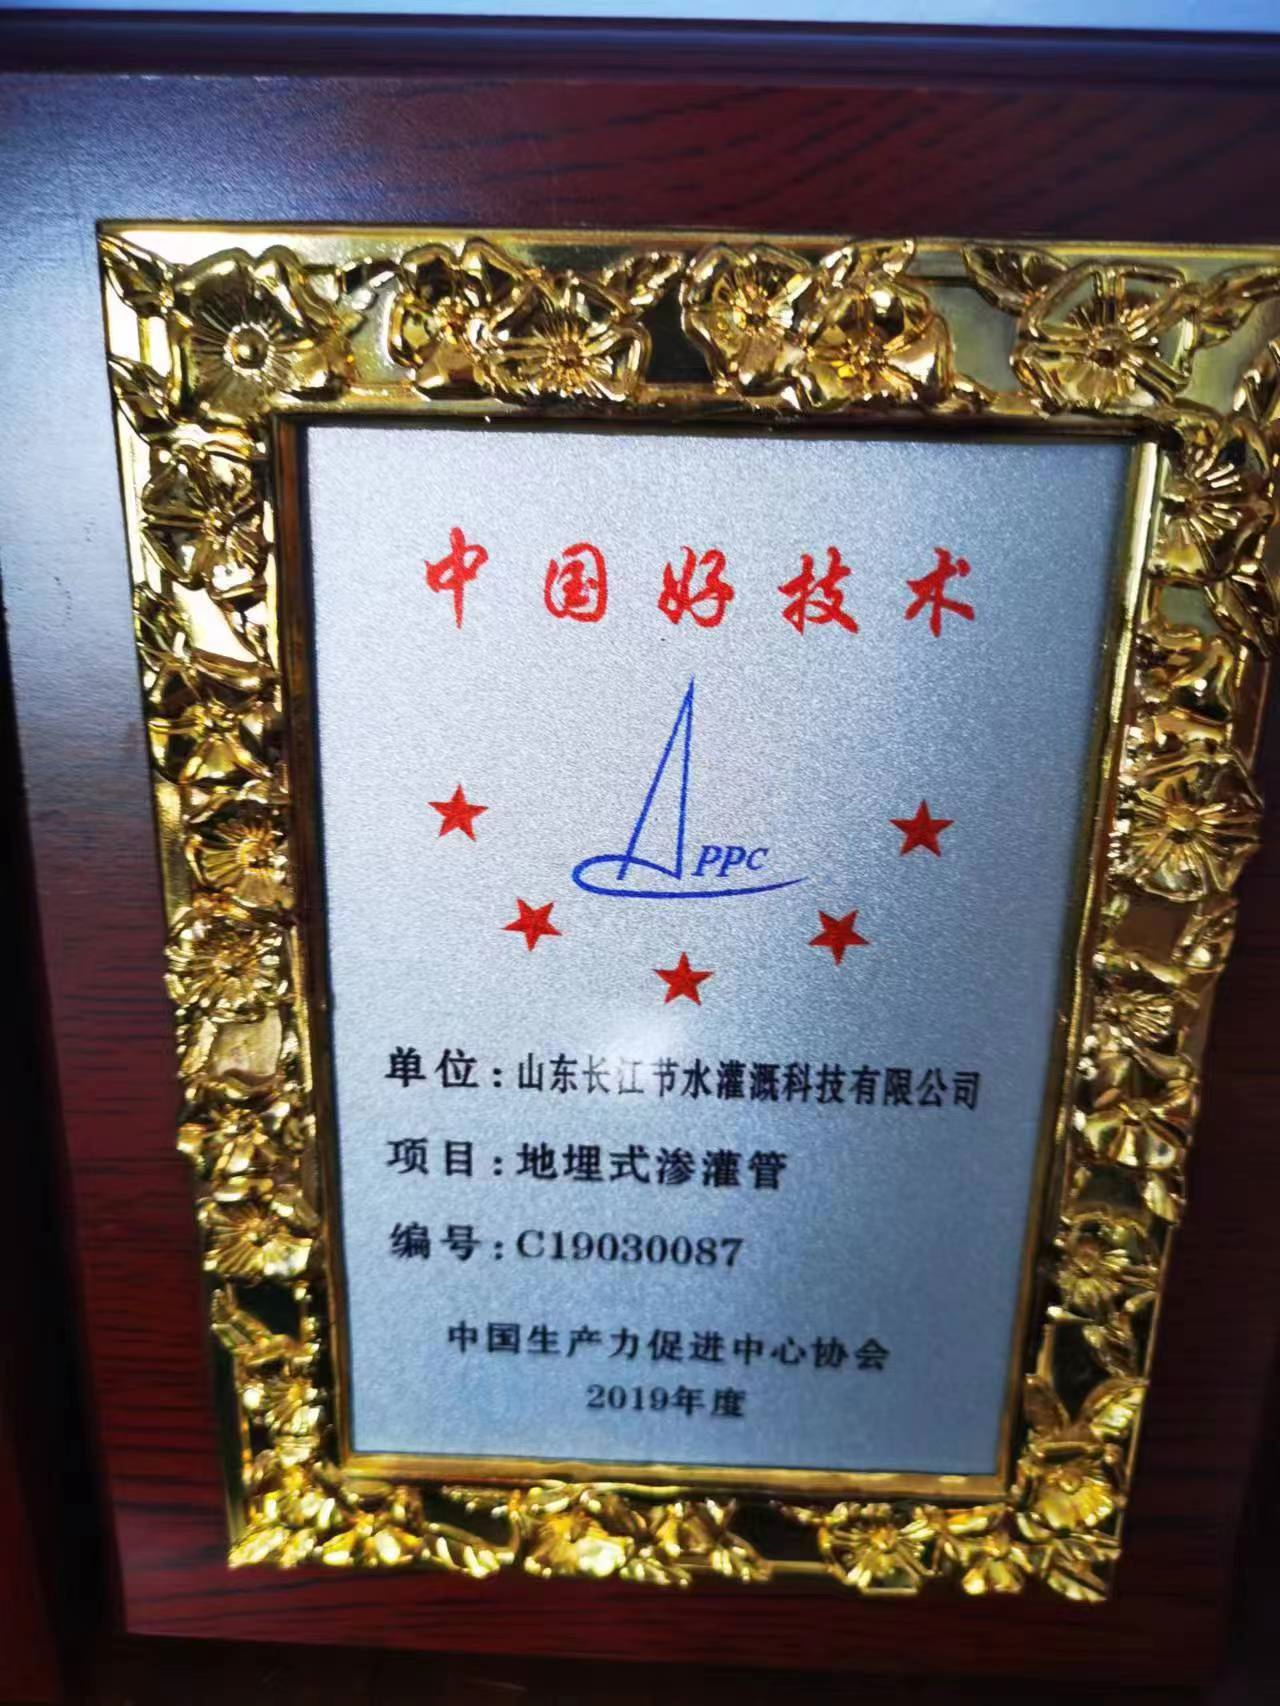 中国好技术
PPC
单位:山东长江节水灌溉科技有限公司
项目:地埋式渗灌管
编号:C19030087
中国生产力促进中心协会
2019年度